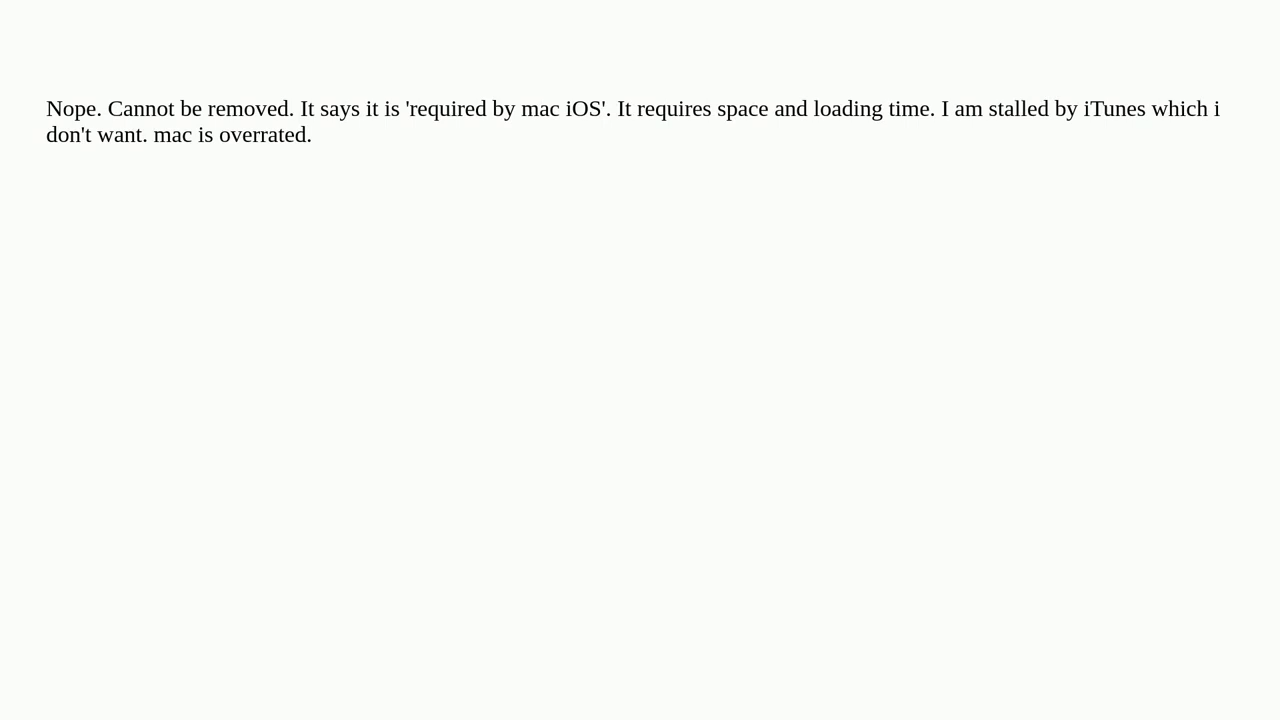 Nope. Cannot be removed. It says it is 'required by mac iOS'. It requires space and loading time. I am stalled by iTunes which i
don't want. mac is overrated.